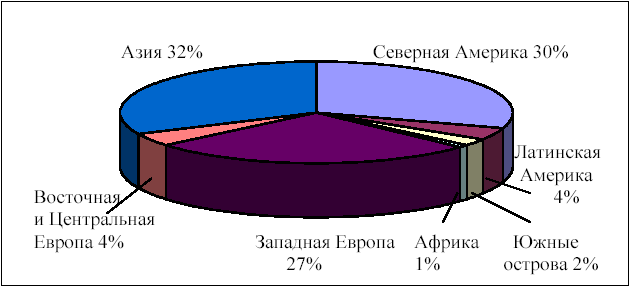 Азия 32%
Северная Америка 30%
Латинская
Америка
4%
Восточная
и Центральная
Европа 4%
Западная Европа
27%
Африка
1%
Южные
острова 2%